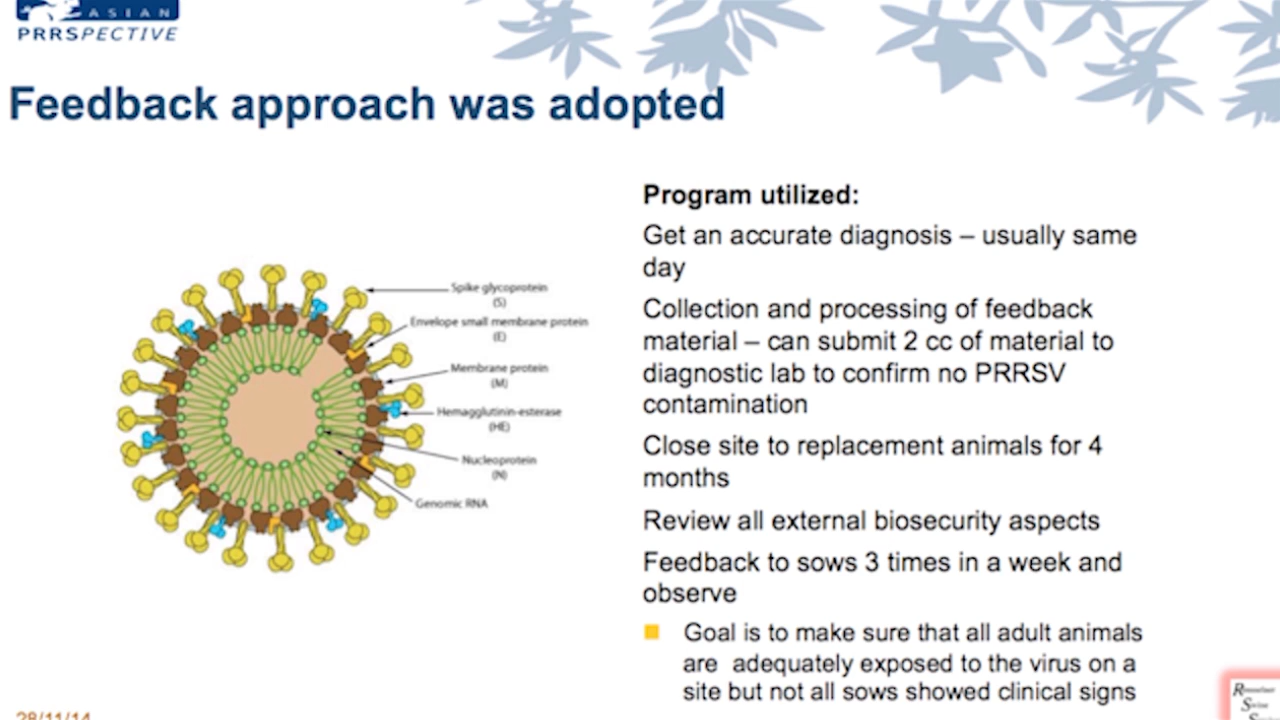 ASIAN
PRRSPECTIVE
Feedback approach was adopted
Program utilized:
Get an accurate diagnosis – usually same
day
Collection and processing of feedback
material – can submit 2 cc of material to
diagnostic lab to confirm no PRRSV
contamination
Close site to replacement animals for 4
months
Review all external biosecurity aspects
Feedback to sows 3 times in a week and
observe
Goal is to make sure that all adult animals
are adequately exposed to the virus on a
site but not all sows showed clinical signs
Spike glycoprotein
(S)
Envelope small membrane protein
(E)
Membrane protein
(M)
Hemagglutinin-esterase
(HE)
Nucleoprotein
(N)
Genomic RNA
28/11/14